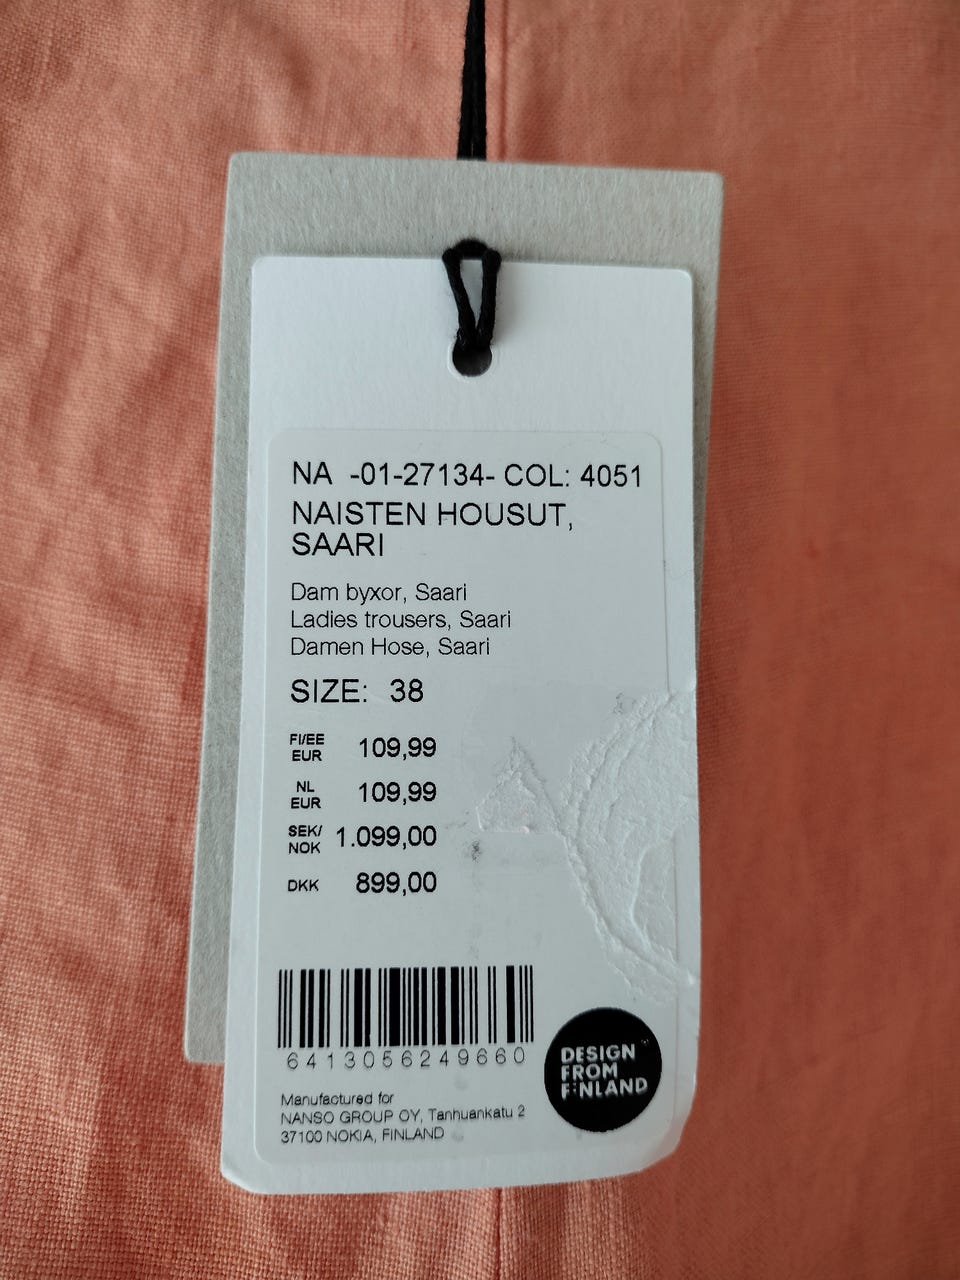 NA -01-27134- COL: 4051
NAISTEN HOUSUT,
SAARI
Dam byxor, Saari
Ladies trousers, Saari
Damen Hose, Saari
SIZE: 38
FI/EE
EUR 109,99
NL
EUR 109,99
SEK/
NOK 1.099,00
DKK 899,00
6413056249660
DESIGN
FROM
FINLAND
Manufactured for
NANSO GROUP OY, Tanhuankatu 2
37100 NOKIA, FINLAND